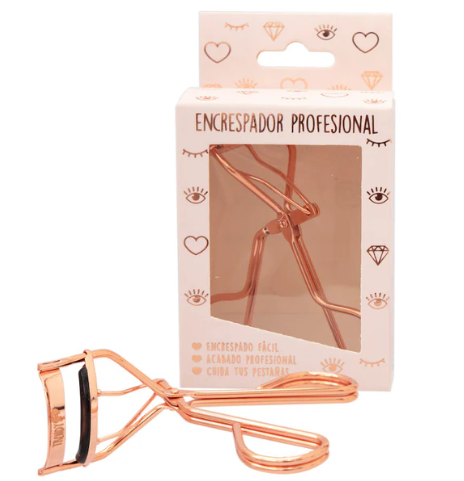 ENCRESPADOR PROFESIONAL
ENCRESPADO FÁCIL
ACABADO PROFESIONAL
CUIDA TUS PESTAÑAS